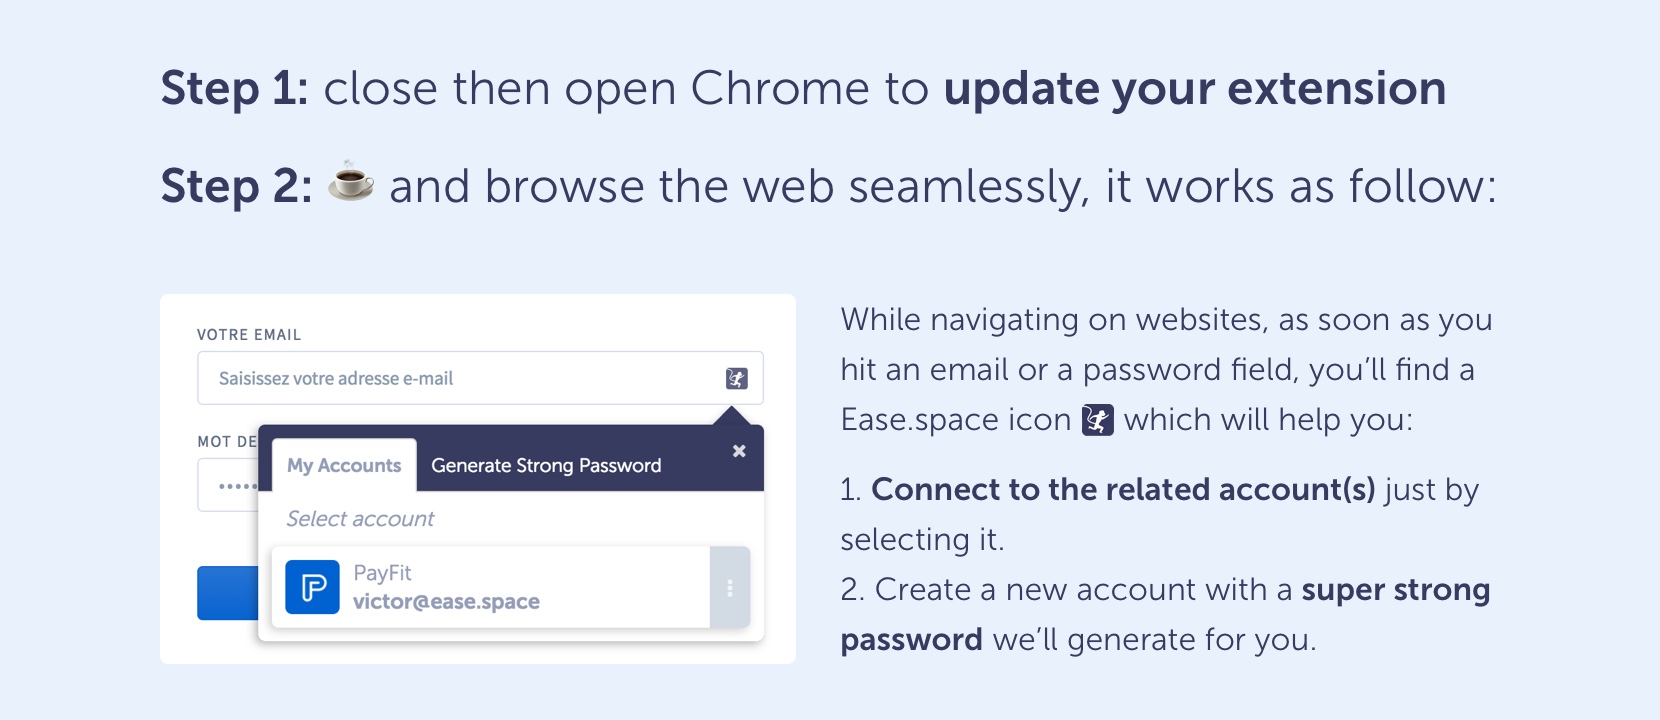 Step 1: close then open Chrome to update your extension
Step 2: ☕ and browse the web seamlessly, it works as follow:
VOTRE EMAIL
Saisissez votre adresse e-mail
MOT DE
My Accounts
Generate Strong Password
Select account
PayFit
victor@ease.space
While navigating on websites, as soon as you
hit an email or a password field, you'll find a
Ease.space icon which will help you:
1. Connect to the related account(s) just by
selecting it.
2. Create a new account with a super strong
password we'll generate for you.